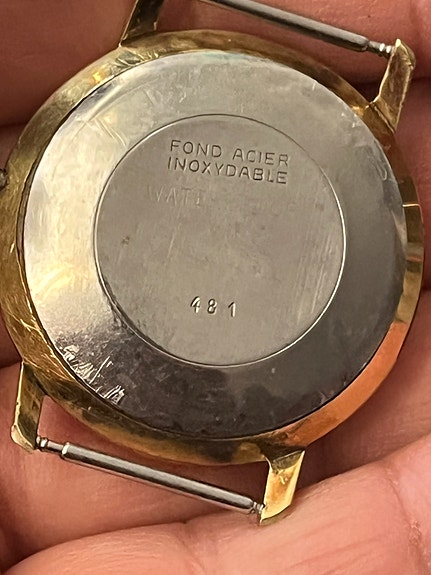 FOND ACIER
INOXYDABLE
481